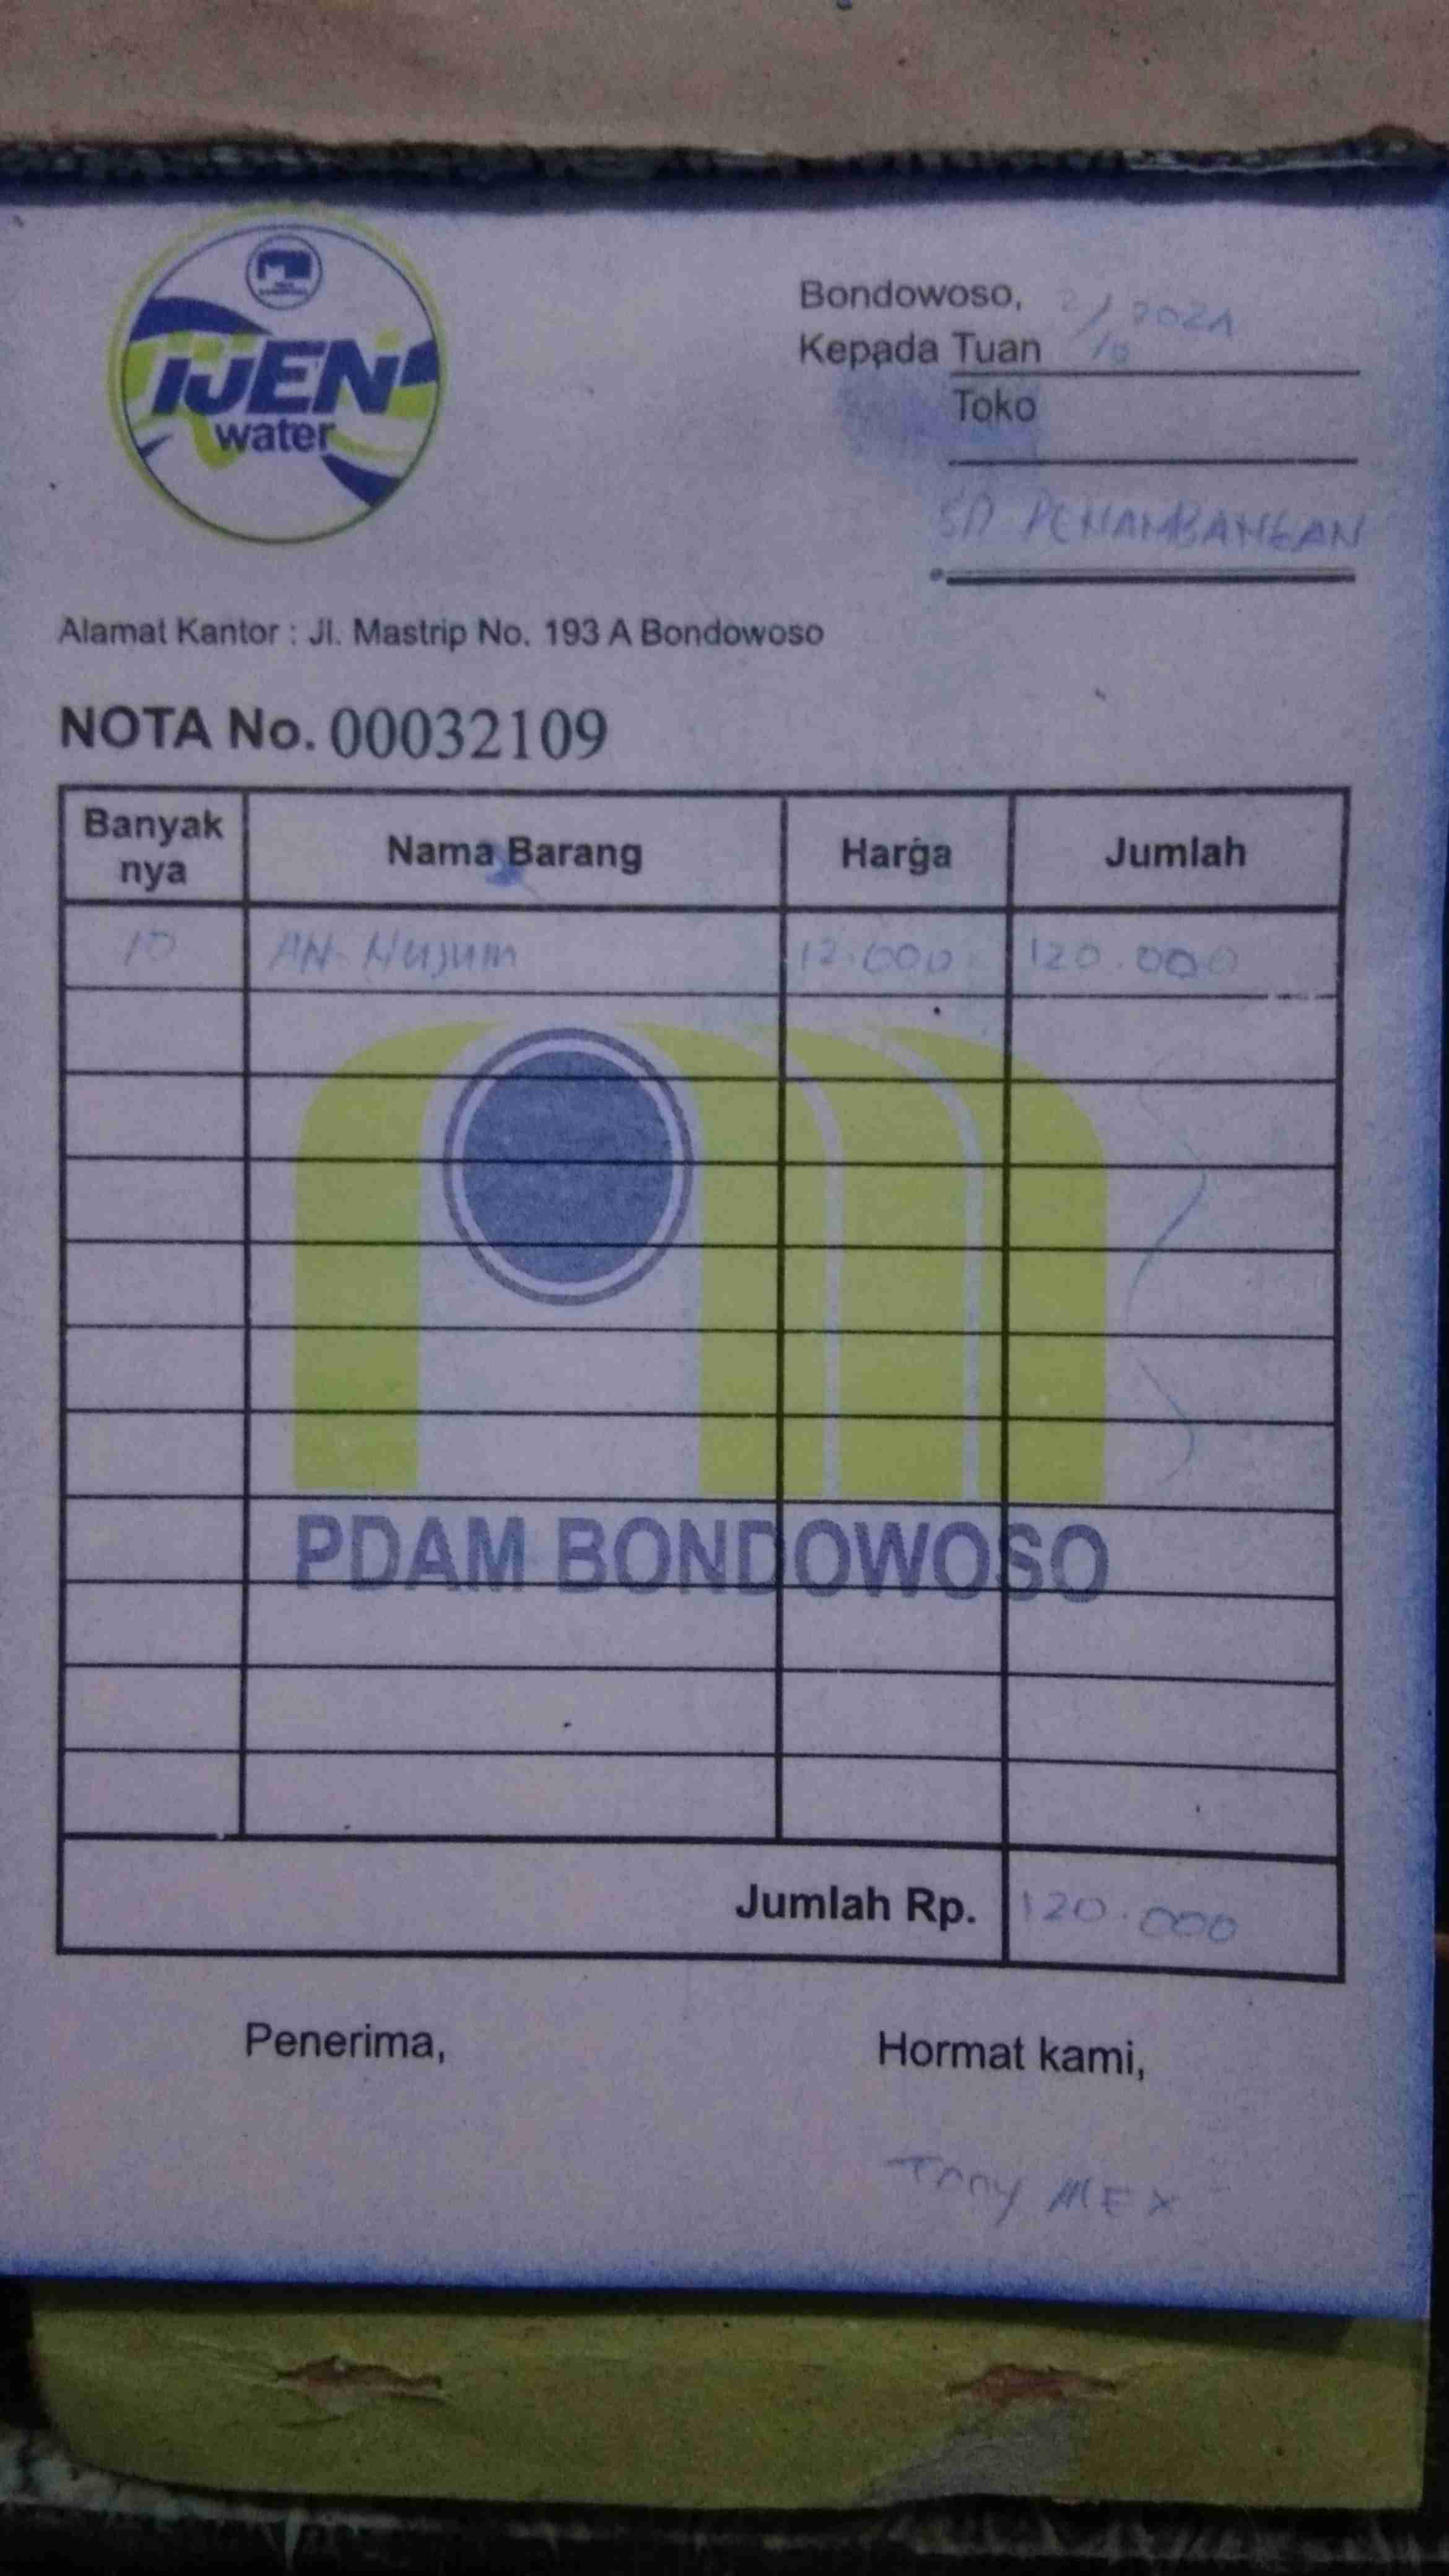 IJEN
water
Bondowoso, 2/10 2021
Kepada Tuan
Toko
SD PENAMBANGAN
Alamat Kantor : Jl. Mastrip No. 193 A Bondowoso
NOTA No. 00032109
Banyak nya Nama Barang Harga Jumlah
10 AN-Nujum 12.000 120.000
PDAM BONDOWOSO
Jumlah Rp. 120.000
Penerima, Hormat kami,
Tony MEX